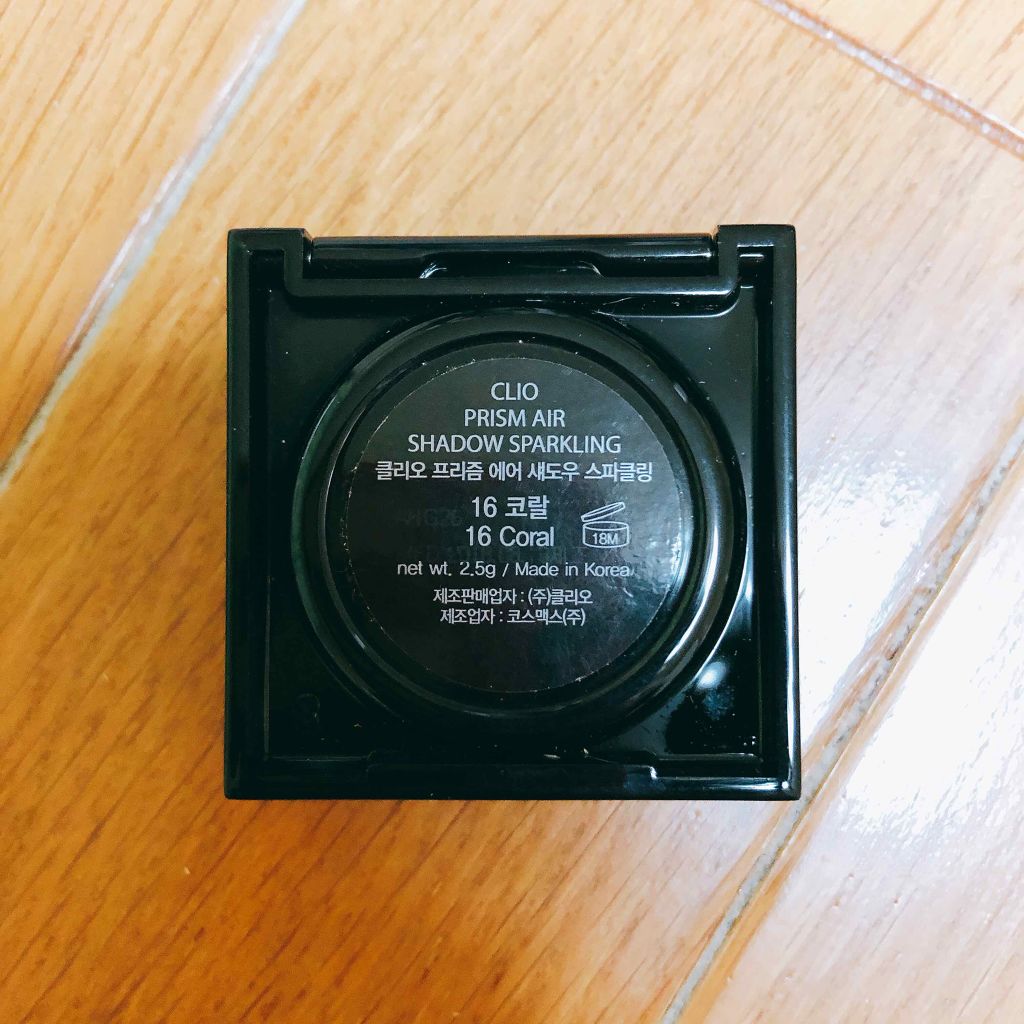 CLIO
PRISM AIR
SHADOW SPARKLING
클리오 프리즘 에어 섀도우 스파클링
16 코랄
16 Coral
18M
net wt. 2.5g / Made in Korea
제조판매업자 : (주)클리오
제조업자 : 코스맥스(주)